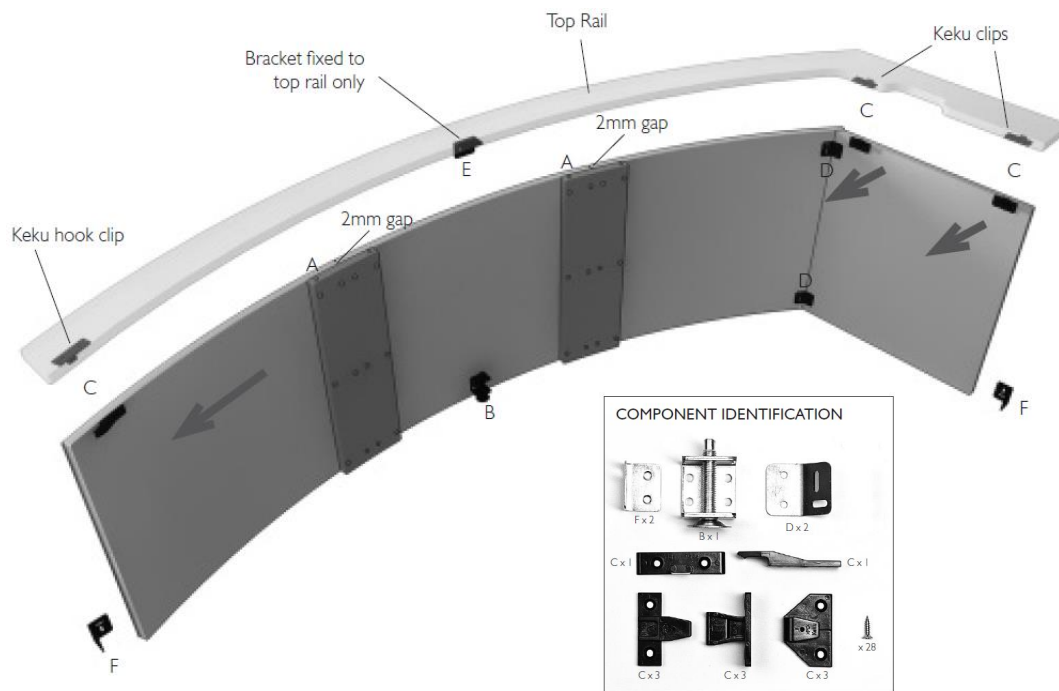 Top Rail
Keku clips
Bracket fixed to
top rail only
C
2mm gap
E
A
D
C
2mm gap
Keku hook clip
A
D
C
B
F
F
COMPONENT IDENTIFICATION
F x 2
B x 1
D x 2
C x 1
C x 1
x 28
C x 3
C x 3
C x 3